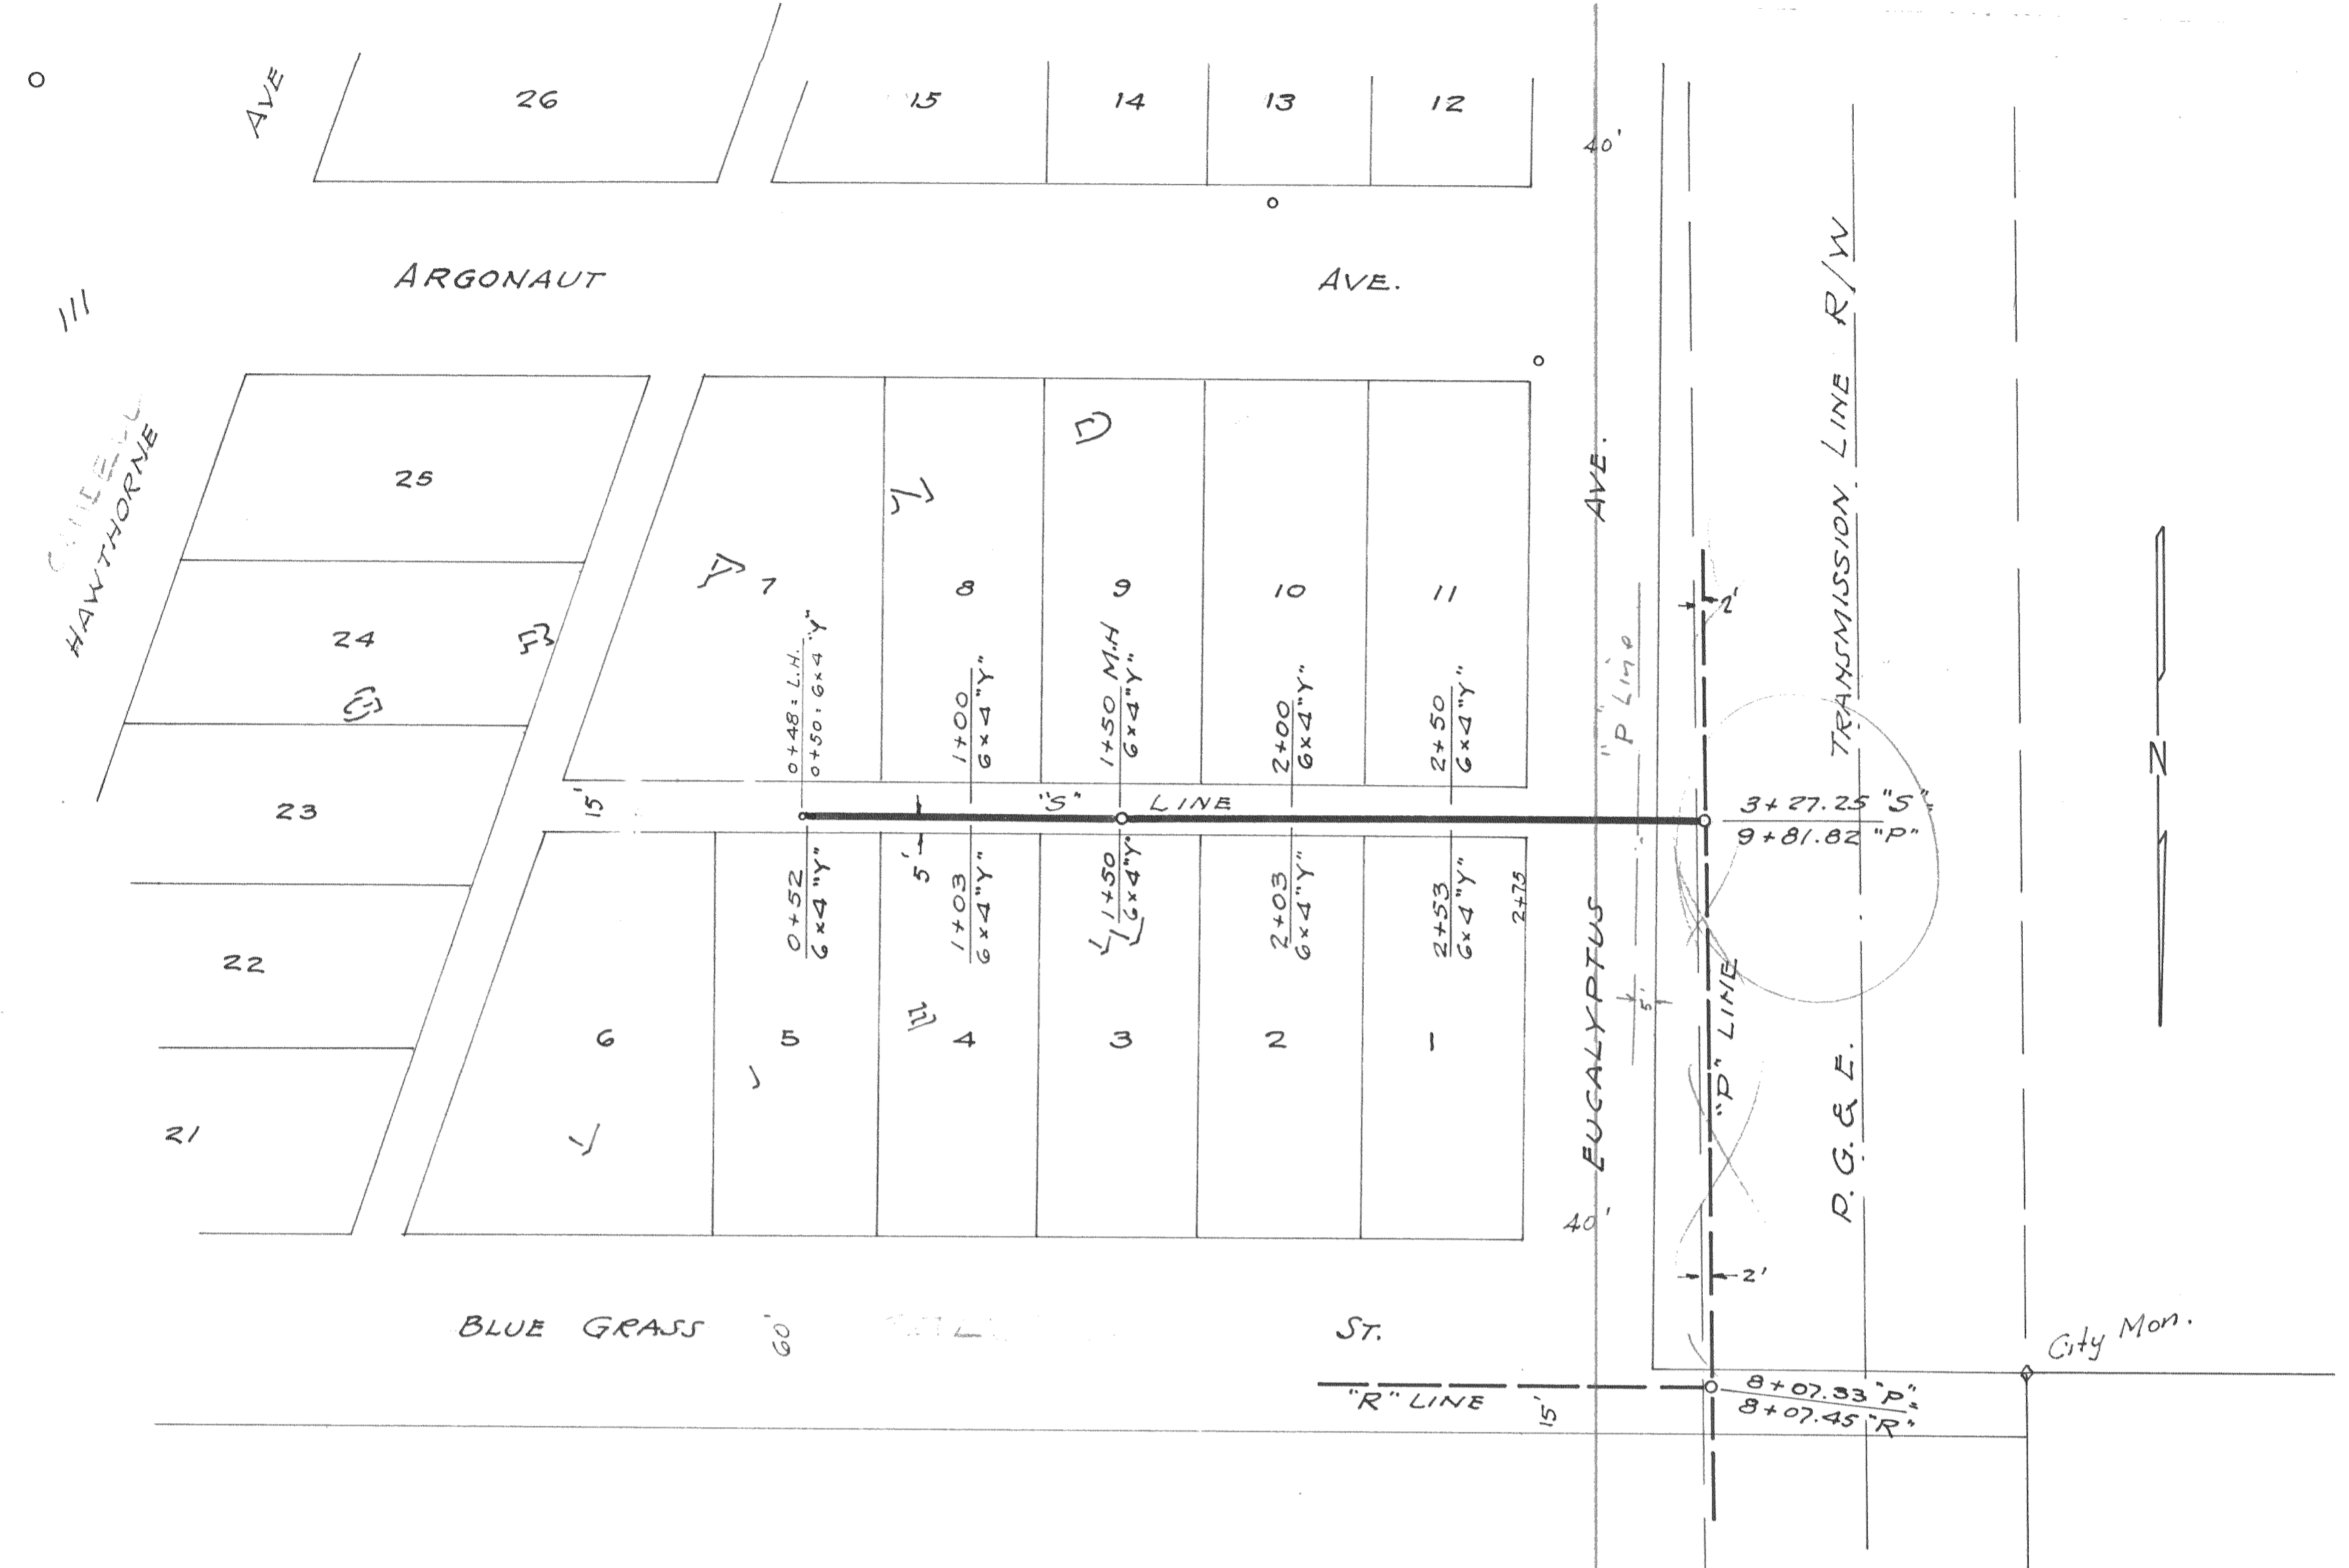 AVE
26
15
14
13
12
40'
ARGONAUT AVE.
HAWTHORNE
25
24
23
22
21
7
8
9
10
11
0+48 = L.H.
0+50 = 6x4 "Y"
1+00
6x4"Y"
1+50 M.H
6x4"Y"
2+00
6x4"Y"
2+50
6x4"Y"
15'
"S" LINE
5'
0+52
6x4"Y"
1+03
6x4"Y"
1+50
6x4"Y"
2+03
6x4"Y"
2+53
6x4"Y"
2+75
6
5
4
3
2
1
EUCALYPTUS AVE.
40'
"P" Line
5'
2'
3+27.25 "S"
9+81.82 "P"
"P" LINE
2'
P.G.& E. TRANSMISSION LINE R/W
N
BLUE GRASS ST.
60'
"R" LINE
15'
8+07.33 "P"
8+07.45 "R"
City Mon.